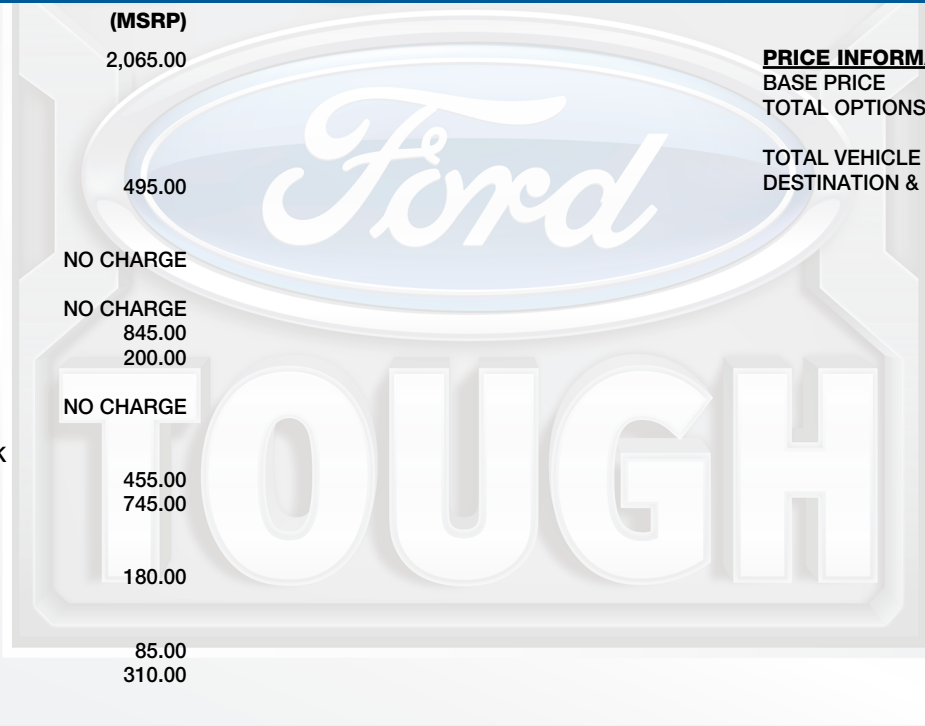 (MSRP)
2,065.00
495.00
NO CHARGE
NO CHARGE
845.00
200.00
NO CHARGE
K
455.00
745.00
180.00
85.00
310.00
PRICE INFORMA
BASE PRICE
TOTAL OPTIONS
TOTAL VEHICLE
DESTINATION &
Ford
TOUGH